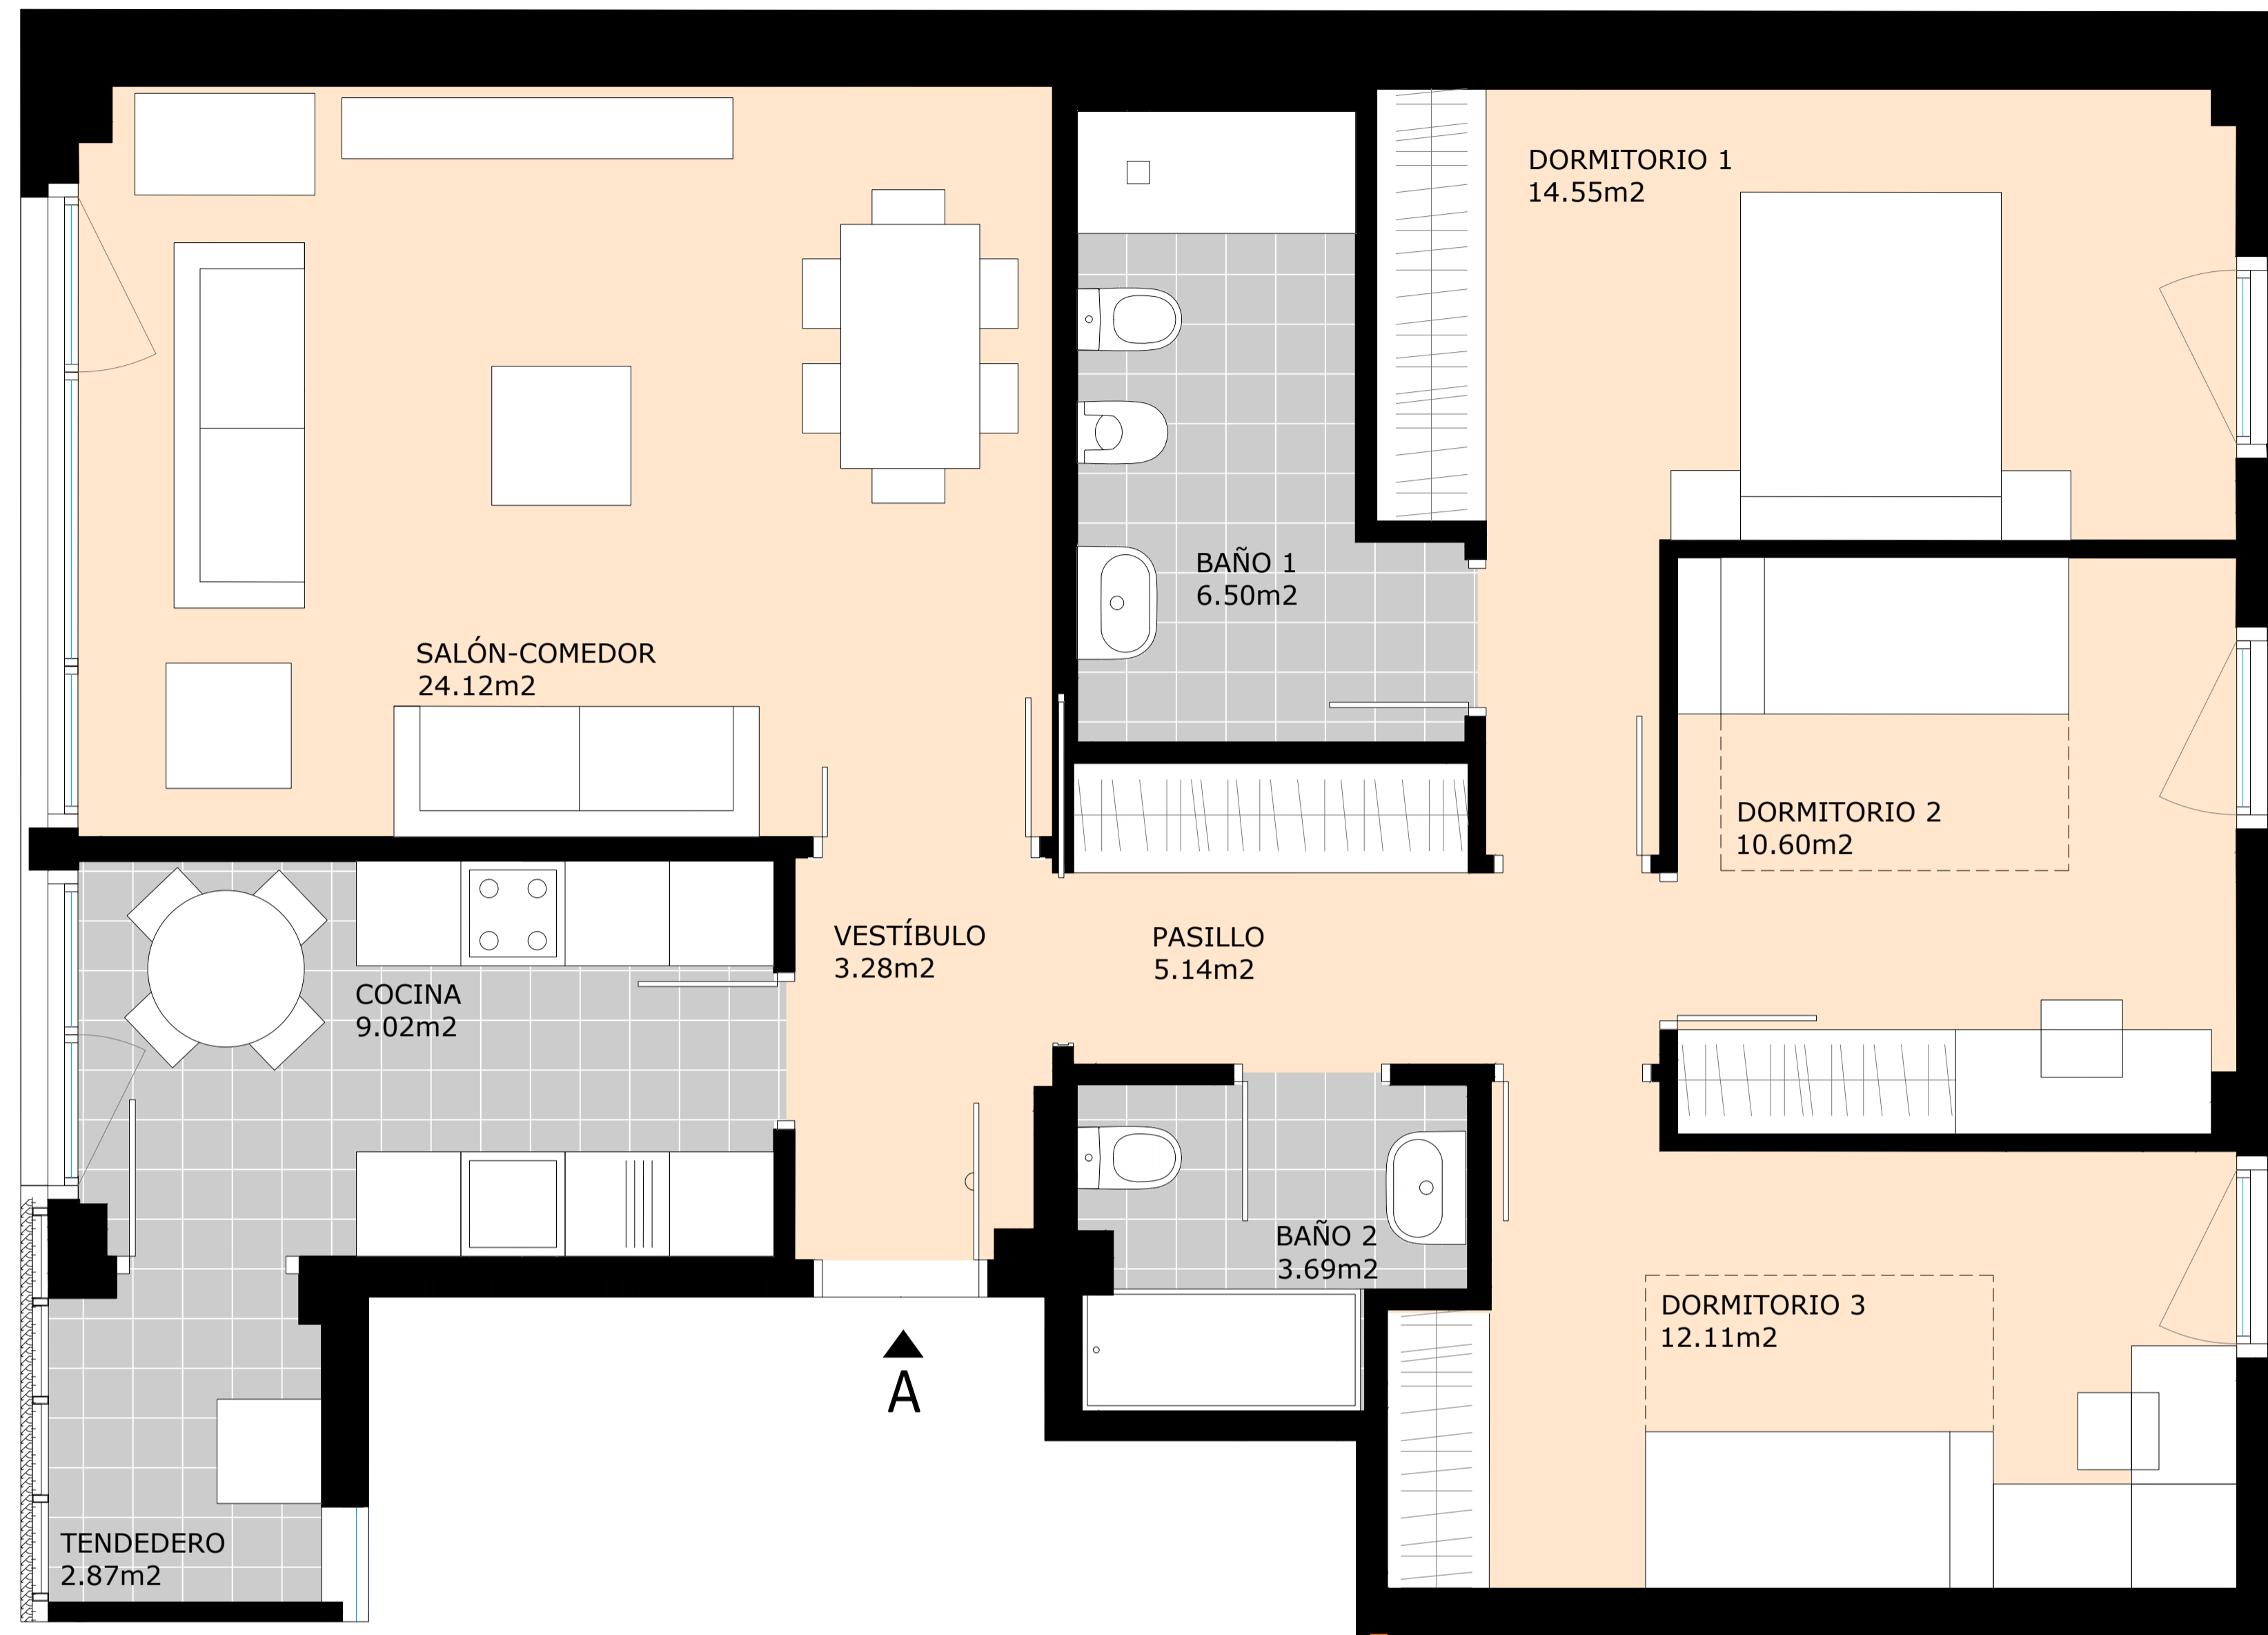 DORMITORIO 1
14.55m2
BAÑO 1
6.50m2
SALÓN-COMEDOR
24.12m2
DORMITORIO 2
10.60m2
VESTÍBULO
3.28m2
PASILLO
5.14m2
COCINA
9.02m2
BAÑO 2
3.69m2
DORMITORIO 3
12.11m2
A
TENDEDERO
2.87m2